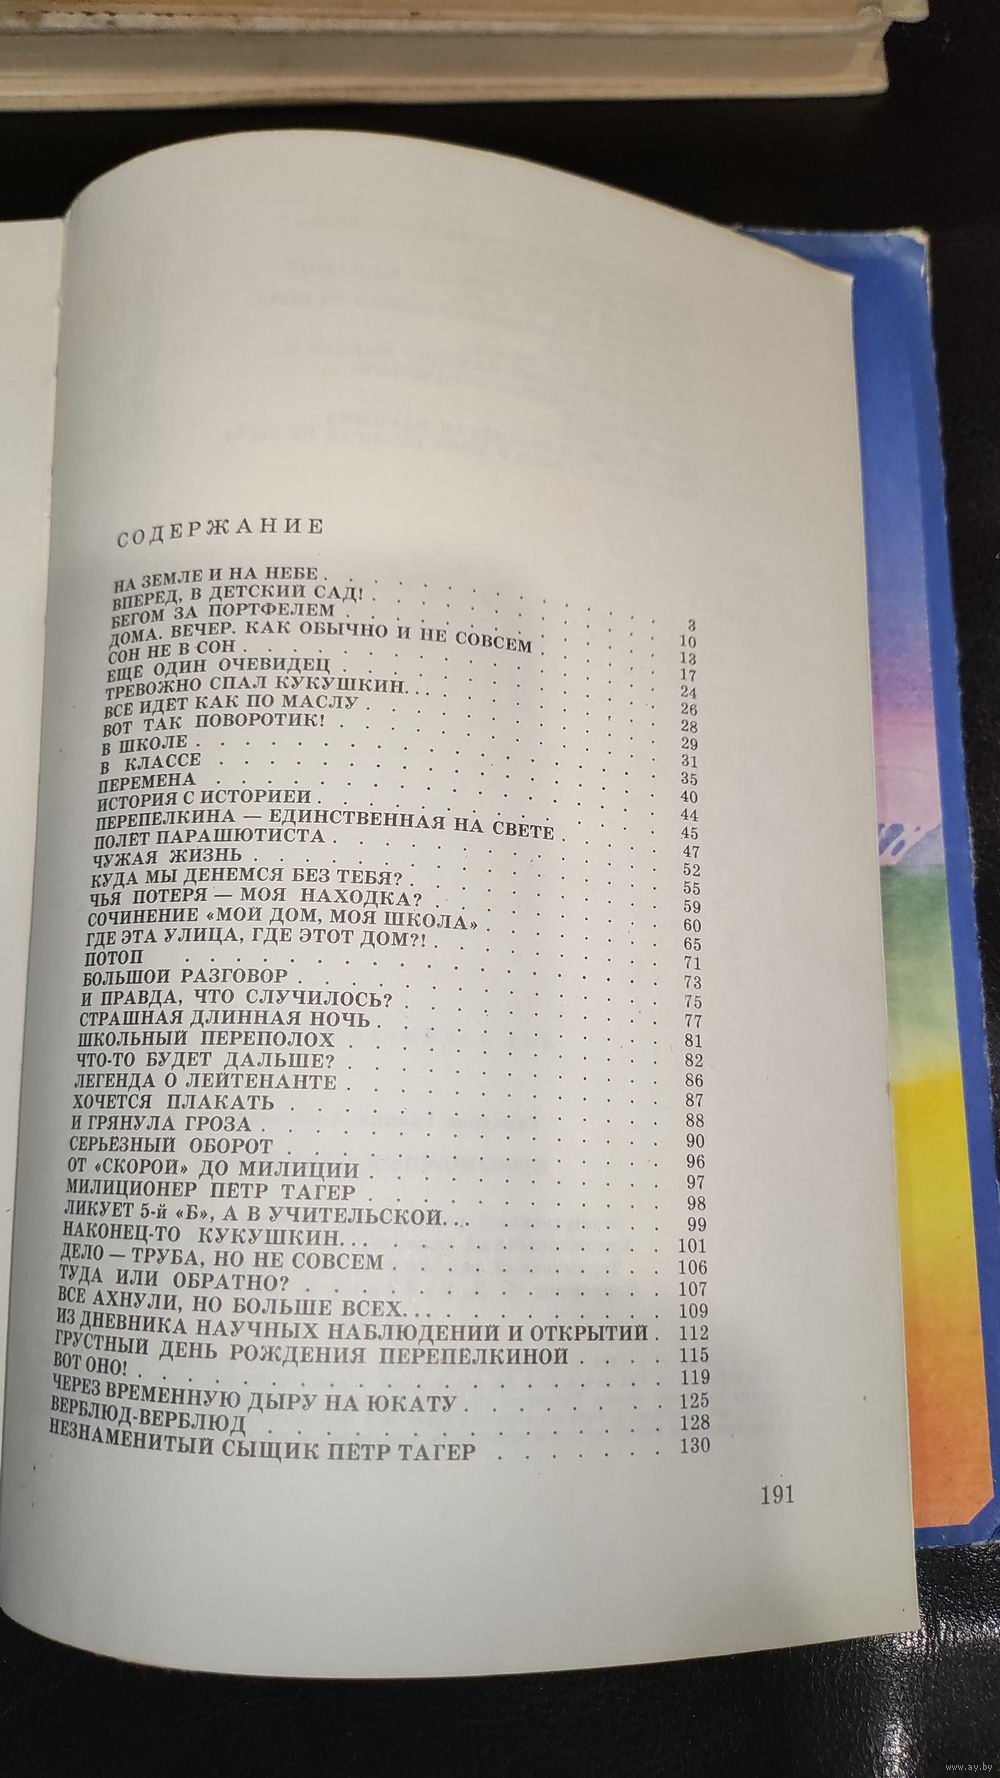 СОДЕРЖАНИЕ
НА ЗЕМЛЕ И НА НЕБЕ . . . . . . . . . . 3
ВПЕРЕД, В ДЕТСКИЙ САД! . . . . . . . . . 10
БЕГОМ ЗА ПОРТФЕЛЕМ . . . . . . . . . . 13
ДОМА. ВЕЧЕР. КАК ОБЫЧНО И НЕ СОВСЕМ . . . . . 17
СОН НЕ В СОН . . . . . . . . . . . . 24
ЕЩЕ ОДИН ОЧЕВИДЕЦ . . . . . . . . . . 26
ТРЕВОЖНО СПАЛ КУКУШКИН... . . . . . . . . 28
ВСЕ ИДЕТ КАК ПО МАСЛУ . . . . . . . . . 29
ВОТ ТАК ПОВОРОТИК! . . . . . . . . . . 31
В ШКОЛЕ . . . . . . . . . . . . . 35
В КЛАССЕ . . . . . . . . . . . . . 40
ПЕРЕМЕНА . . . . . . . . . . . . . 44
ИСТОРИЯ С ИСТОРИЕЙ . . . . . . . . . . 45
ПЕРЕПЕЛКИНА — ЕДИНСТВЕННАЯ НА СВЕТЕ . . . . 47
ПОЛЕТ ПАРАШЮТИСТА . . . . . . . . . . 52
ЧУЖАЯ ЖИЗНЬ . . . . . . . . . . . . 55
КУДА МЫ ДЕНЕМСЯ БЕЗ ТЕБЯ? . . . . . . . . 59
ЧЬЯ ПОТЕРЯ — МОЯ НАХОДКА? . . . . . . . . 60
СОЧИНЕНИЕ «МОЙ ДОМ, МОЯ ШКОЛА» . . . . . . 65
ГДЕ ЭТА УЛИЦА, ГДЕ ЭТОТ ДОМ?! . . . . . . . 71
ПОТОП . . . . . . . . . . . . . . 73
БОЛЬШОЙ РАЗГОВОР . . . . . . . . . . . 75
И ПРАВДА, ЧТО СЛУЧИЛОСЬ? . . . . . . . . 77
СТРАШНАЯ ДЛИННАЯ НОЧЬ . . . . . . . . . 81
ШКОЛЬНЫЙ ПЕРЕПОЛОХ . . . . . . . . . . 82
ЧТО-ТО БУДЕТ ДАЛЬШЕ? . . . . . . . . . . 86
ЛЕГЕНДА О ЛЕЙТЕНАНТЕ . . . . . . . . . . 87
ХОЧЕТСЯ ПЛАКАТЬ . . . . . . . . . . . 88
И ГРЯНУЛА ГРОЗА . . . . . . . . . . . . 90
СЕРЬЕЗНЫЙ ОБОРОТ . . . . . . . . . . . 96
ОТ «СКОРОЙ» ДО МИЛИЦИИ . . . . . . . . . 97
МИЛИЦИОНЕР ПЕТР ТАГЕР . . . . . . . . . 98
ЛИКУЕТ 5-й «Б», А В УЧИТЕЛЬСКОЙ... . . . . . . 99
НАКОНЕЦ-ТО КУКУШКИН... . . . . . . . . . 101
ДЕЛО — ТРУБА, НО НЕ СОВСЕМ . . . . . . . . 106
ТУДА ИЛИ ОБРАТНО? . . . . . . . . . . . 107
ВСЕ АХНУЛИ, НО БОЛЬШЕ ВСЕХ... . . . . . . . 109
ИЗ ДНЕВНИКА НАУЧНЫХ НАБЛЮДЕНИЙ И ОТКРЫТИЙ . 112
ГРУСТНЫЙ ДЕНЬ РОЖДЕНИЯ ПЕРЕПЕЛКИНОЙ . . . . 115
ВОТ ОНО! . . . . . . . . . . . . . . 119
ЧЕРЕЗ ВРЕМЕННУЮ ДЫРУ НА ЮКАТУ . . . . . . 125
ВЕРБЛЮД-ВЕРБЛЮД . . . . . . . . . . . 128
НЕЗНАМЕНИТЫЙ СЫЩИК ПЕТР ТАГЕР . . . . . . 130
191
www.ay.by